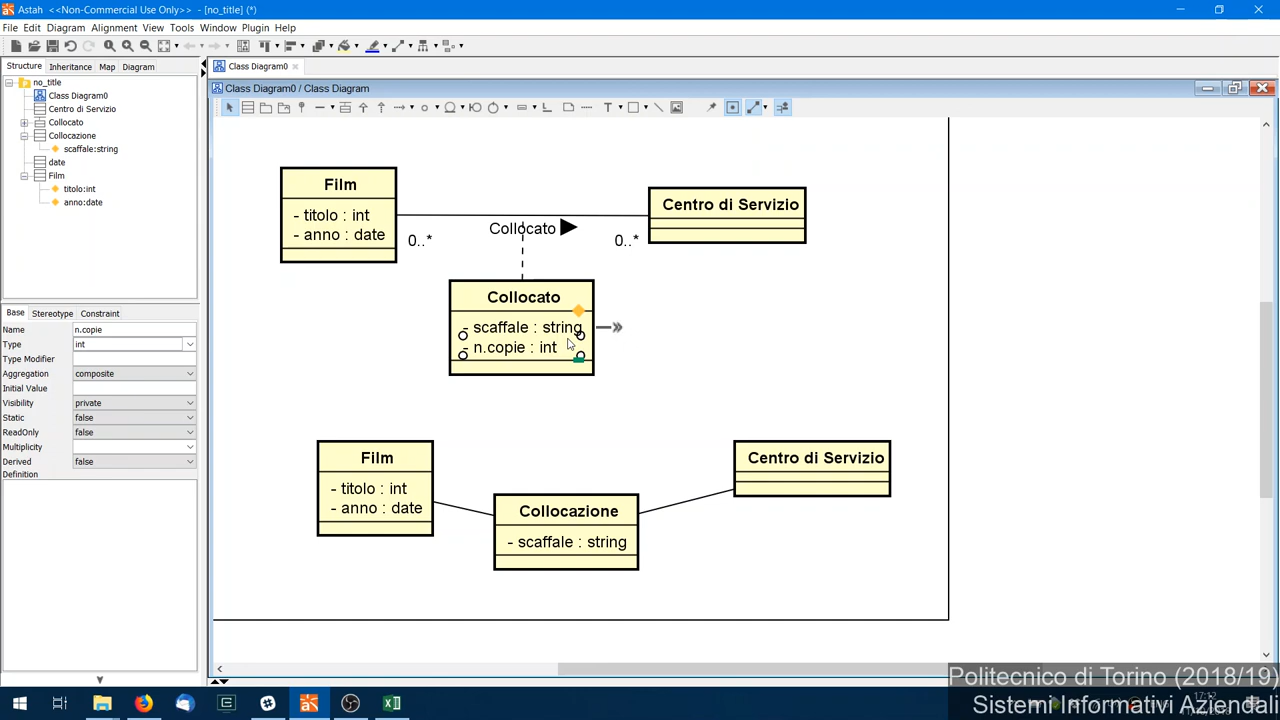 Astah <<Non-Commercial Use Only>> - [no_title] (*)
File Edit Diagram Alignment View Tools Window Plugin Help
Structure Inheritance Map Diagram
Class Diagram0
no_title
Class Diagram0
Centro di Servizio
Collocato
Collocazione
scaffale:string
date
Film
titolo:int
anno:date
Class Diagram0 / Class Diagram
Film
- titolo : int
- anno : date
0..*
Collocato
0..*
Centro di Servizio
Collocato
- scaffale : string
- n.copie : int
Base Stereotype Constraint
Name n.copie
Type int
Type Modifier
Aggregation composite
Initial Value
Visibility private
Static false
ReadOnly false
Multiplicity
Derived false
Definition
Film
- titolo : int
- anno : date
Collocazione
- scaffale : string
Centro di Servizio
Politecnico di Torino (2018/19)
17:12
Sistemi Informativi Aziendali